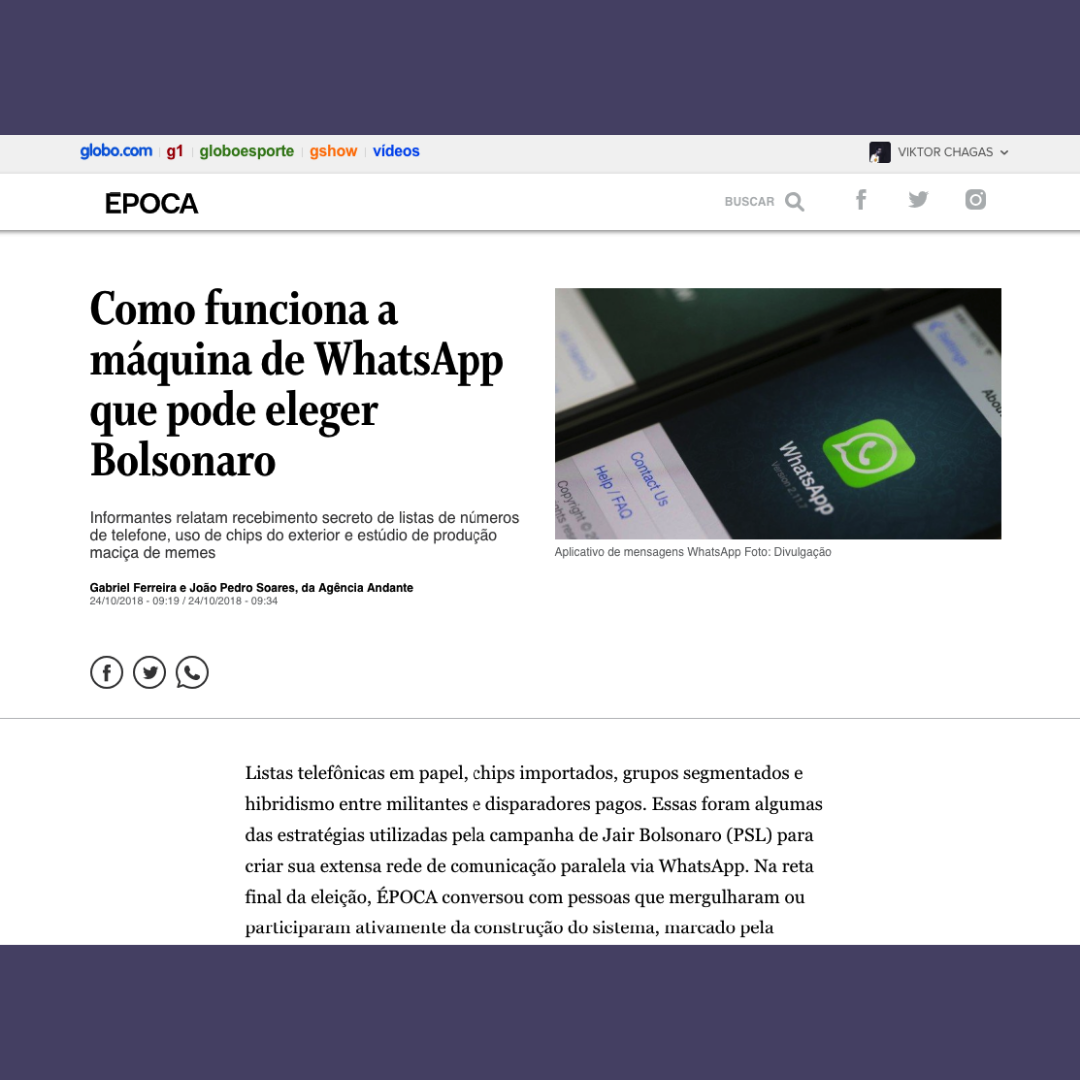 globo.com g1 globoesporte gshow vídeos VIKTOR CHAGAS
ÉPOCA BUSCAR
Como funciona a
máquina de WhatsApp
que pode eleger
Bolsonaro
Informantes relatam recebimento secreto de listas de números
de telefone, uso de chips do exterior e estúdio de produção
maciça de memes
Gabriel Ferreira e João Pedro Soares, da Agência Andante
24/10/2018 - 09:19 / 24/10/2018 - 09:34
Settings
About
WhatsApp
Version 2.11.7
Contact Us
Help / FAQ
Copyright © 2
Aplicativo de mensagens WhatsApp Foto: Divulgação
Listas telefônicas em papel, chips importados, grupos segmentados e
hibridismo entre militantes e disparadores pagos. Essas foram algumas
das estratégias utilizadas pela campanha de Jair Bolsonaro (PSL) para
criar sua extensa rede de comunicação paralela via WhatsApp. Na reta
final da eleição, ÉPOCA conversou com pessoas que mergulharam ou
participaram ativamente da construção do sistema, marcado pela